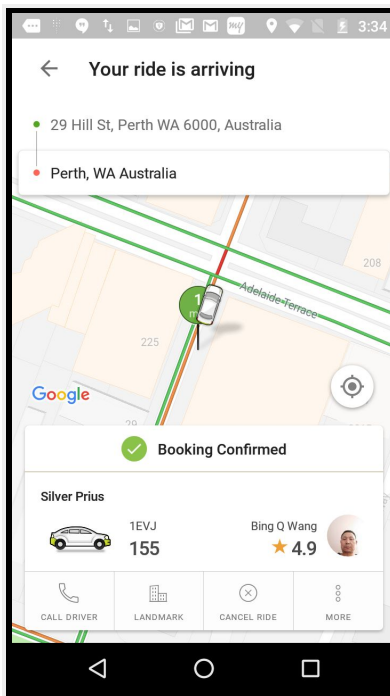 3:34
Your ride is arriving
29 Hill St, Perth WA 6000, Australia
Perth, WA Australia
208
1
Adelaide-Terrace
225
Google
29
Booking Confirmed
Silver Prius
1EVJ
155
Bing Q Wang
4.9
CALL DRIVER
LANDMARK
CANCEL RIDE
MORE